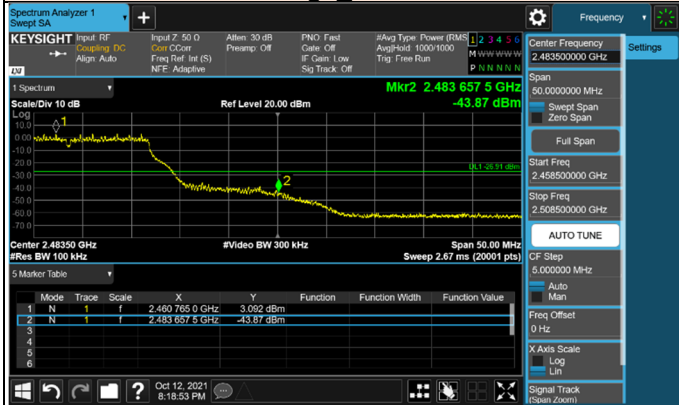 Spectrum Analyzer 1
Swept SA
+
Frequency
KEYSIGHT
Input: RF
Coupling: DC
Align: Auto
Input Z: 50 Ω
Corr CCorr
Freq Ref: Int (S)
NFE: Adaptive
Atten: 30 dB
Preamp: Off
PNO: Fast
Gate: Off
IF Gain: Low
Sig Track: Off
#Avg Type: Power (RMS
Avg|Hold: 1000/1000
Trig: Free Run
1 2 3 4 5 6
M W W W W W
P N N N N N
LXI
1 Spectrum
Scale/Div 10 dB
Ref Level 20.00 dBm
Mkr2 2.483 657 5 GHz
-43.87 dBm
Log
10.0
0.00
-10.0
-20.0
-30.0
-40.0
-50.0
-60.0
-70.0
1
2
DL1 -26.91 dBm
Center 2.48350 GHz
#Video BW 300 kHz
Span 50.00 MHz
#Res BW 100 kHz
Sweep 2.67 ms (20001 pts)
5 Marker Table
Mode Trace Scale X Y Function Function Width Function Value
1 N 1 f 2.460 765 0 GHz 3.092 dBm
2 N 1 f 2.483 657 5 GHz -43.87 dBm
3
4
5
6
?
Oct 12, 2021
8:18:53 PM
Settings
Center Frequency
2.483500000 GHz
Span
50.0000000 MHz
Swept Span
Zero Span
Full Span
Start Freq
2.458500000 GHz
Stop Freq
2.508500000 GHz
AUTO TUNE
CF Step
5.000000 MHz
Auto
Man
Freq Offset
0 Hz
X Axis Scale
Log
Lin
Signal Track
(Span Zoom)